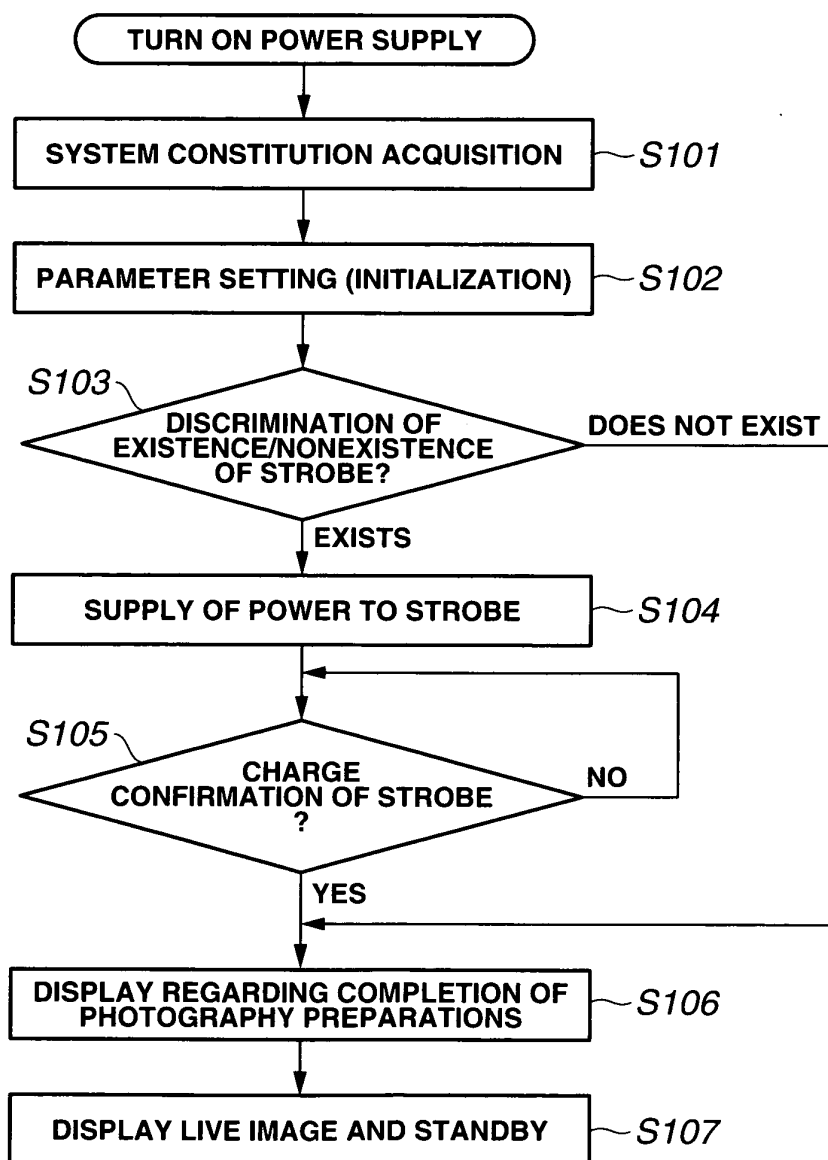 TURN ON POWER SUPPLY
SYSTEM CONSTITUTION ACQUISITION
S101
PARAMETER SETTING (INITIALIZATION)
S102
S103
DISCRIMINATION OF
EXISTENCE/NONEXISTENCE
OF STROBE?
DOES NOT EXIST
EXISTS
SUPPLY OF POWER TO STROBE
S104
S105
CHARGE
CONFIRMATION OF STROBE
?
NO
YES
DISPLAY REGARDING COMPLETION OF
PHOTOGRAPHY PREPARATIONS
S106
DISPLAY LIVE IMAGE AND STANDBY
S107